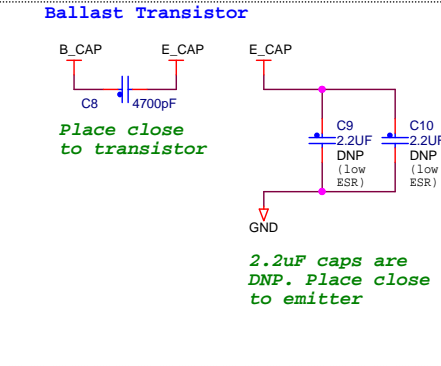 Ballast Transistor
B_CAP
E_CAP
E_CAP
C8
4700pF
Place close
to transistor
C9
2.2UF
DNP
(low
ESR)
C10
2.2UF
DNP
(low
ESR)
GND
2.2uF caps are
DNP. Place close
to emitter